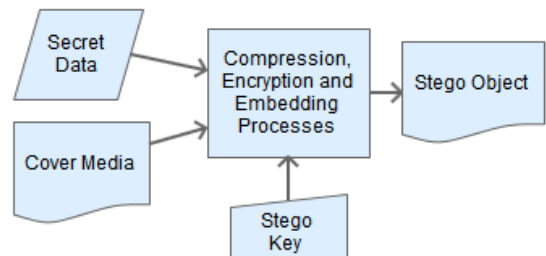 Secret
Data
Compression,
Encryption and
Embedding
Processes
Stego Object
Cover Media
Stego
Key